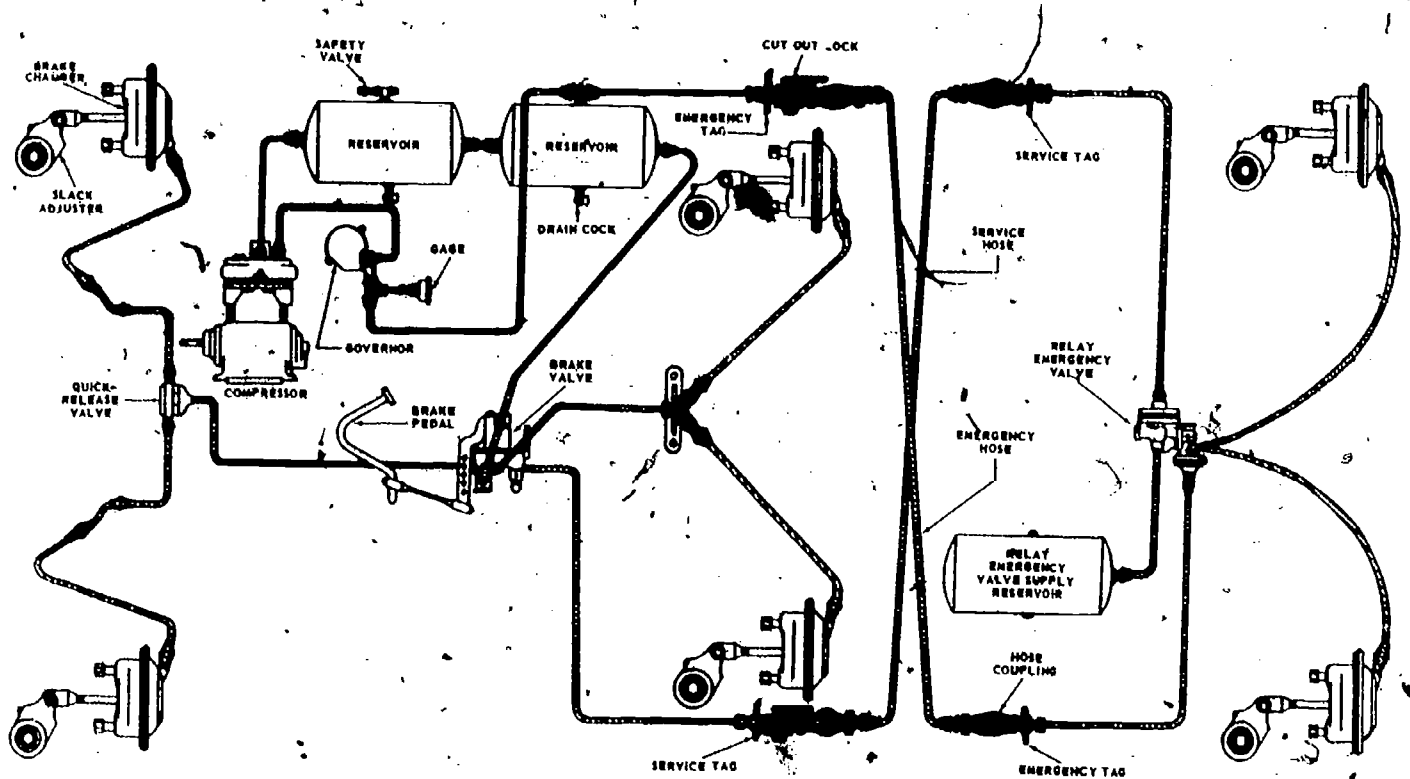 SAFETY
VALVE
CUT OUT LOCK
BRAKE
CHAMBER
RESERVOIR
RESERVOIR
EMERGENCY
TAG
SERVICE TAG
SLACK
ADJUSTER
DRAIN COCK
GAGE
SERVICE
HOSE
GOVERNOR
COMPRESSOR
QUICK-
RELEASE
VALVE
BRAKE
PEDAL
BRAKE
VALVE
RELAY
EMERGENCY
VALVE
EMERGENCY
HOSE
RELAY
EMERGENCY
VALVE SUPPLY
RESERVOIR
HOSE
COUPLING
SERVICE TAG
EMERGENCY TAG